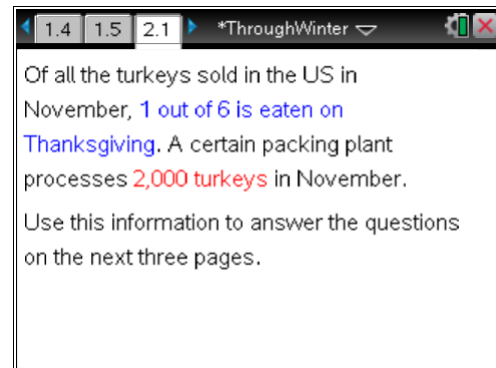 1.4 1.5 2.1 *ThroughWinter
Of all the turkeys sold in the US in
November, 1 out of 6 is eaten on
Thanksgiving. A certain packing plant
processes 2,000 turkeys in November.
Use this information to answer the questions
on the next three pages.